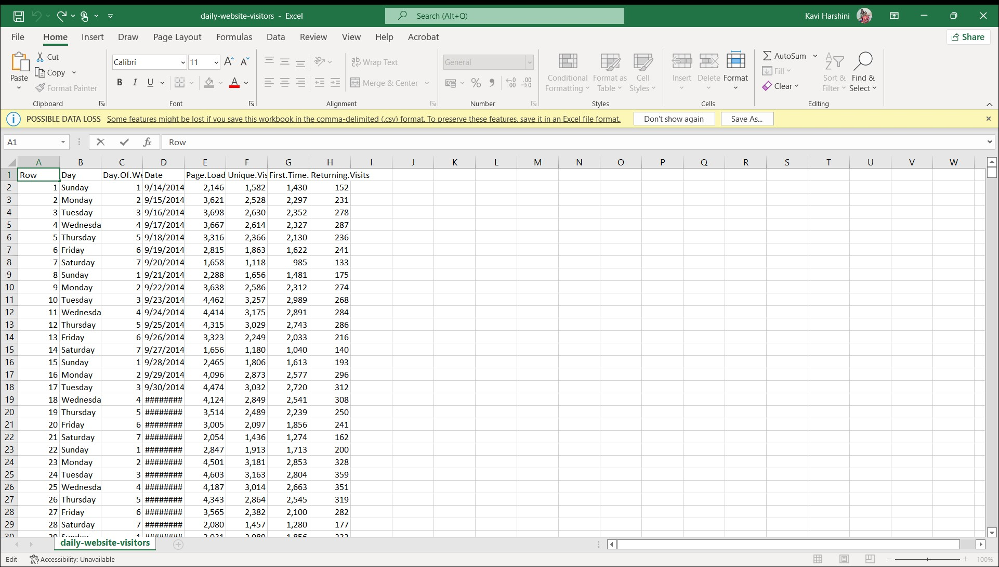 daily-website-visitors - Excel
Search (Alt+Q)
Kavi Harshini
File Home Insert Draw Page Layout Formulas Data Review View Help Acrobat
Share
Paste
Cut
Copy
Format Painter
Clipboard
Calibri 11
B I U A
Font
Wrap Text
Merge & Center
Alignment
General
Number
Conditional Formatting
Format as Table
Cell Styles
Styles
Insert Delete Format
Cells
AutoSum
Fill
Clear
Sort & Filter
Find & Select
Editing
POSSIBLE DATA LOSS Some features might be lost if you save this workbook in the comma-delimited (.csv) format. To preserve these features, save it in an Excel file format. Don't show again Save As...
A1 fx Row
A B C D E F G H I J K L M N O P Q R S T U V W
1 Row Day Day.Of.We Date Page.Load Unique.Vis First.Time. Returning.Visits
2 1 Sunday 1 9/14/2014 2,146 1,582 1,430 152
3 2 Monday 2 9/15/2014 3,621 2,528 2,297 231
4 3 Tuesday 3 9/16/2014 3,698 2,630 2,352 278
5 4 Wednesda 4 9/17/2014 3,667 2,614 2,327 287
6 5 Thursday 5 9/18/2014 3,316 2,366 2,130 236
7 6 Friday 6 9/19/2014 2,815 1,863 1,622 241
8 7 Saturday 7 9/20/2014 1,658 1,118 985 133
9 8 Sunday 1 9/21/2014 2,288 1,656 1,481 175
10 9 Monday 2 9/22/2014 3,638 2,586 2,312 274
11 10 Tuesday 3 9/23/2014 4,462 3,257 2,989 268
12 11 Wednesda 4 9/24/2014 4,414 3,175 2,891 284
13 12 Thursday 5 9/25/2014 4,315 3,029 2,743 286
14 13 Friday 6 9/26/2014 3,323 2,249 2,033 216
15 14 Saturday 7 9/27/2014 1,656 1,180 1,040 140
16 15 Sunday 1 9/28/2014 2,465 1,806 1,613 193
17 16 Monday 2 9/29/2014 4,096 2,873 2,577 296
18 17 Tuesday 3 9/30/2014 4,474 3,032 2,720 312
19 18 Wednesda 4 ######## 4,124 2,849 2,541 308
20 19 Thursday 5 ######## 3,514 2,489 2,239 250
21 20 Friday 6 ######## 3,005 2,097 1,856 241
22 21 Saturday 7 ######## 2,054 1,436 1,274 162
23 22 Sunday 1 ######## 2,847 1,913 1,713 200
24 23 Monday 2 ######## 4,501 3,181 2,853 328
25 24 Tuesday 3 ######## 4,603 3,163 2,804 359
26 25 Wednesda 4 ######## 4,187 3,014 2,663 351
27 26 Thursday 5 ######## 4,343 2,864 2,545 319
28 27 Friday 6 ######## 3,565 2,382 2,100 282
29 28 Saturday 7 ######## 2,080 1,457 1,280 177
daily-website-visitors
Edit Accessibility: Unavailable 100%